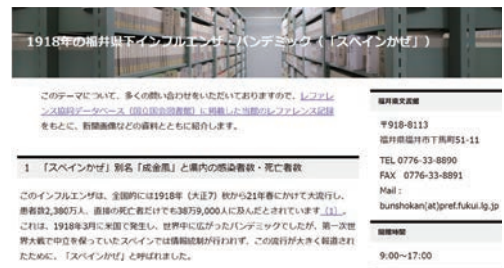 1918年の福井県下インフルエンザ・パンデミック（「スペインかぜ」）
このテーマについて、多くの問い合わせをいただいておりますので、レファレ
ンス協同データベース（国立国会図書館）に掲載した当館のレファレンス記録
をもとに、新聞画像などの資料とともに紹介します。
1 「スペインかぜ」別名「成金風」と県内の感染者数・死亡者数
このインフルエンザは、全国的には1918年（大正7）秋から21年春にかけて大流行し、
患者数2,380万人、直接の死亡者だけでも38万9,000人に及んだとされています（1）。
これは、1918年3月に米国で発生し、世界中に広がったパンデミックでしたが、第一次世
界大戦で中立を保っていたスペインでは情報統制が行われず、この流行が大きく報道され
たために、「スペインかぜ」と呼ばれました。
福井県文書館
〒918-8113
福井県福井市下馬町51-11
TEL 0776-33-8890
FAX 0776-33-8891
Mail :
bunshokan(at)pref.fukui.lg.jp
開館時間
9:00～17:00